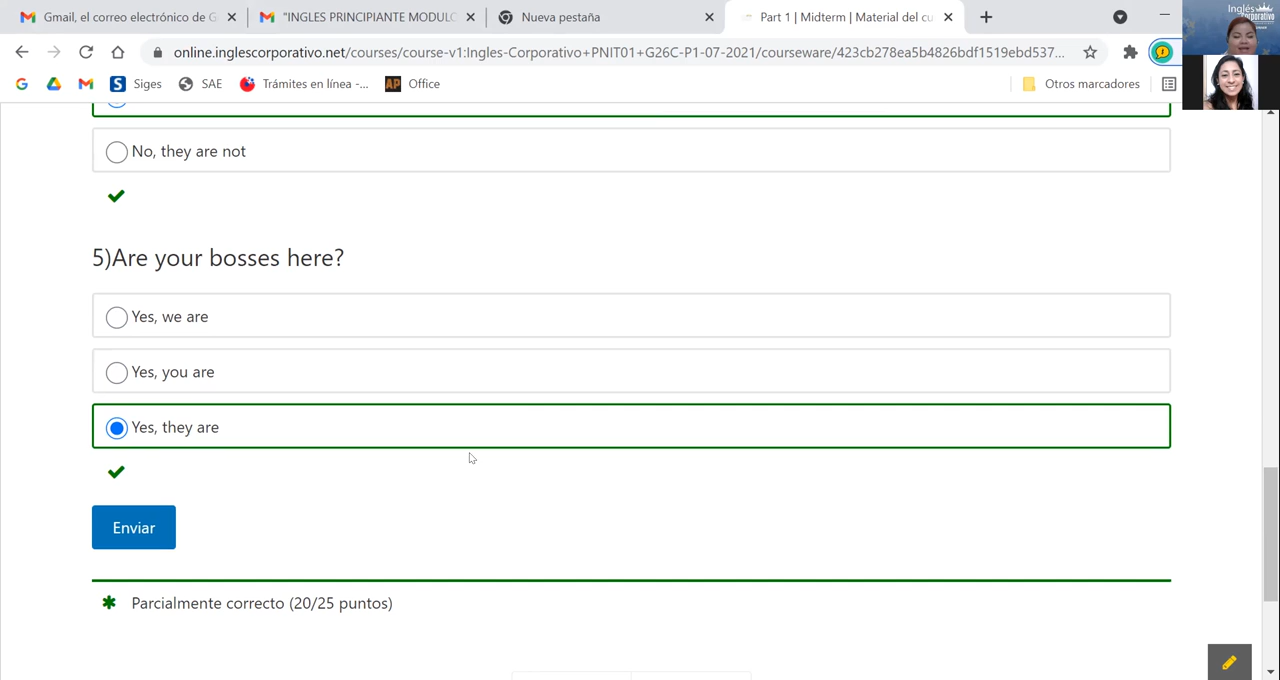 Gmail, el correo electrónico de G
"INGLES PRINCIPIANTE MODULO
Nueva pestaña
Part 1 | Midterm | Material del cu
online.inglescorporativo.net/courses/course-v1:Ingles-Corporativo+PNIT01+G26C-P1-07-2021/courseware/423cb278ea5b4826bdf1519ebd537...
Siges
SAE
Trámites en línea -...
Office
Otros marcadores
Inglés
Corporativo
No, they are not
5)Are your bosses here?
Yes, we are
Yes, you are
Yes, they are
Enviar
Parcialmente correcto (20/25 puntos)